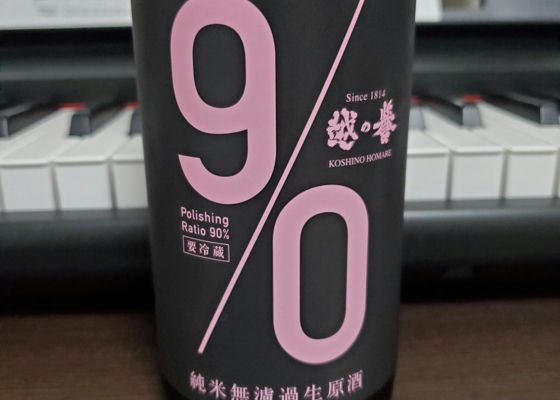 9/0
Since 1814
越の誉
KOSHINO HOMARE
Polishing
Ratio 90%
要冷蔵
純米無濾過生原酒